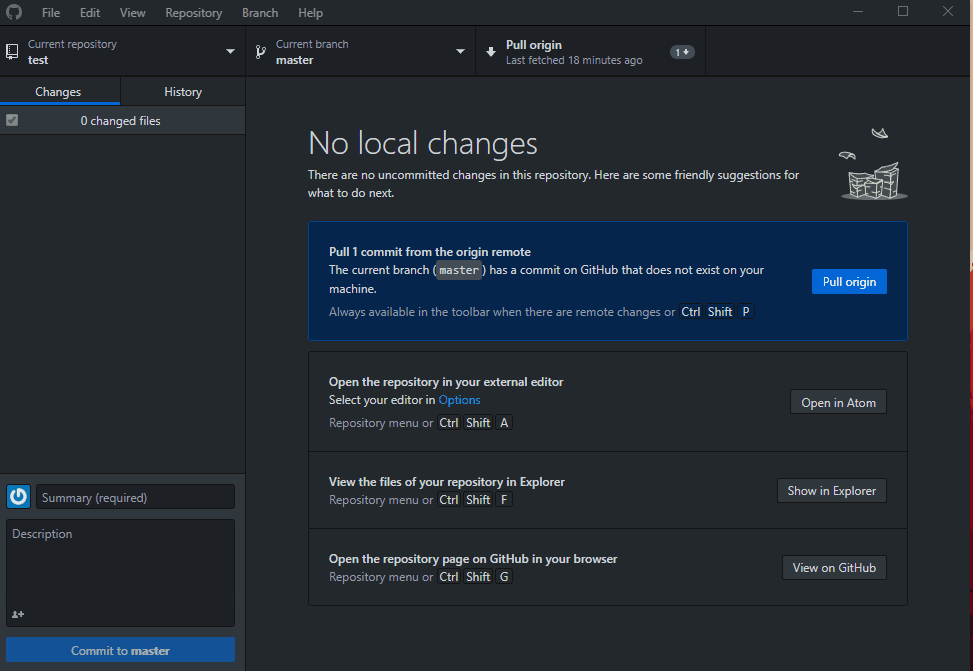 File Edit View Repository Branch Help
Current repository
test
Current branch
master
Pull origin
Last fetched 18 minutes ago
1
Changes
History
0 changed files
No local changes
There are no uncommitted changes in this repository. Here are some friendly suggestions for
what to do next.
Pull 1 commit from the origin remote
The current branch (master) has a commit on GitHub that does not exist on your
machine.
Always available in the toolbar when there are remote changes or Ctrl Shift P
Pull origin
Open the repository in your external editor
Select your editor in Options
Repository menu or Ctrl Shift A
Open in Atom
View the files of your repository in Explorer
Repository menu or Ctrl Shift F
Show in Explorer
Open the repository page on GitHub in your browser
Repository menu or Ctrl Shift G
View on GitHub
Summary (required)
Description
Commit to master